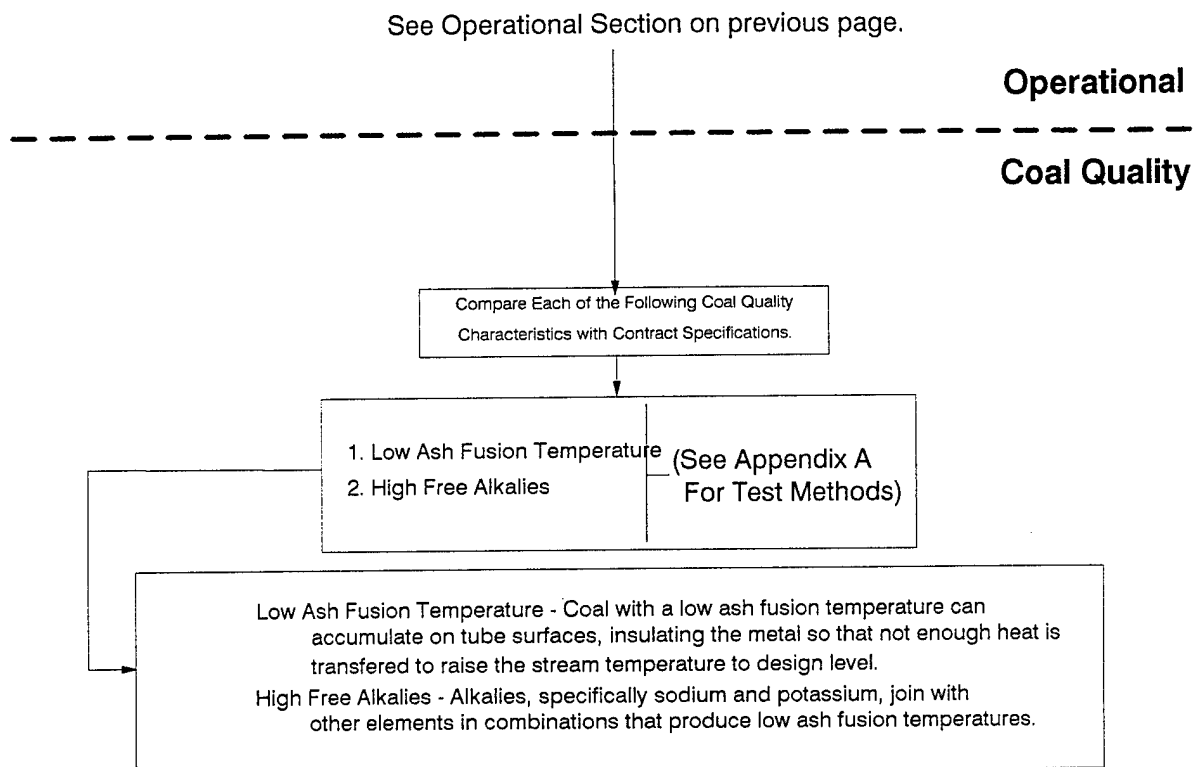 See Operational Section on previous page.
Operational
Coal Quality
Compare Each of the Following Coal Quality
Characteristics with Contract Specifications.
1. Low Ash Fusion Temperature
2. High Free Alkalies
(See Appendix A
For Test Methods)
Low Ash Fusion Temperature - Coal with a low ash fusion temperature can
accumulate on tube surfaces, insulating the metal so that not enough heat is
transfered to raise the stream temperature to design level.
High Free Alkalies - Alkalies, specifically sodium and potassium, join with
other elements in combinations that produce low ash fusion temperatures.